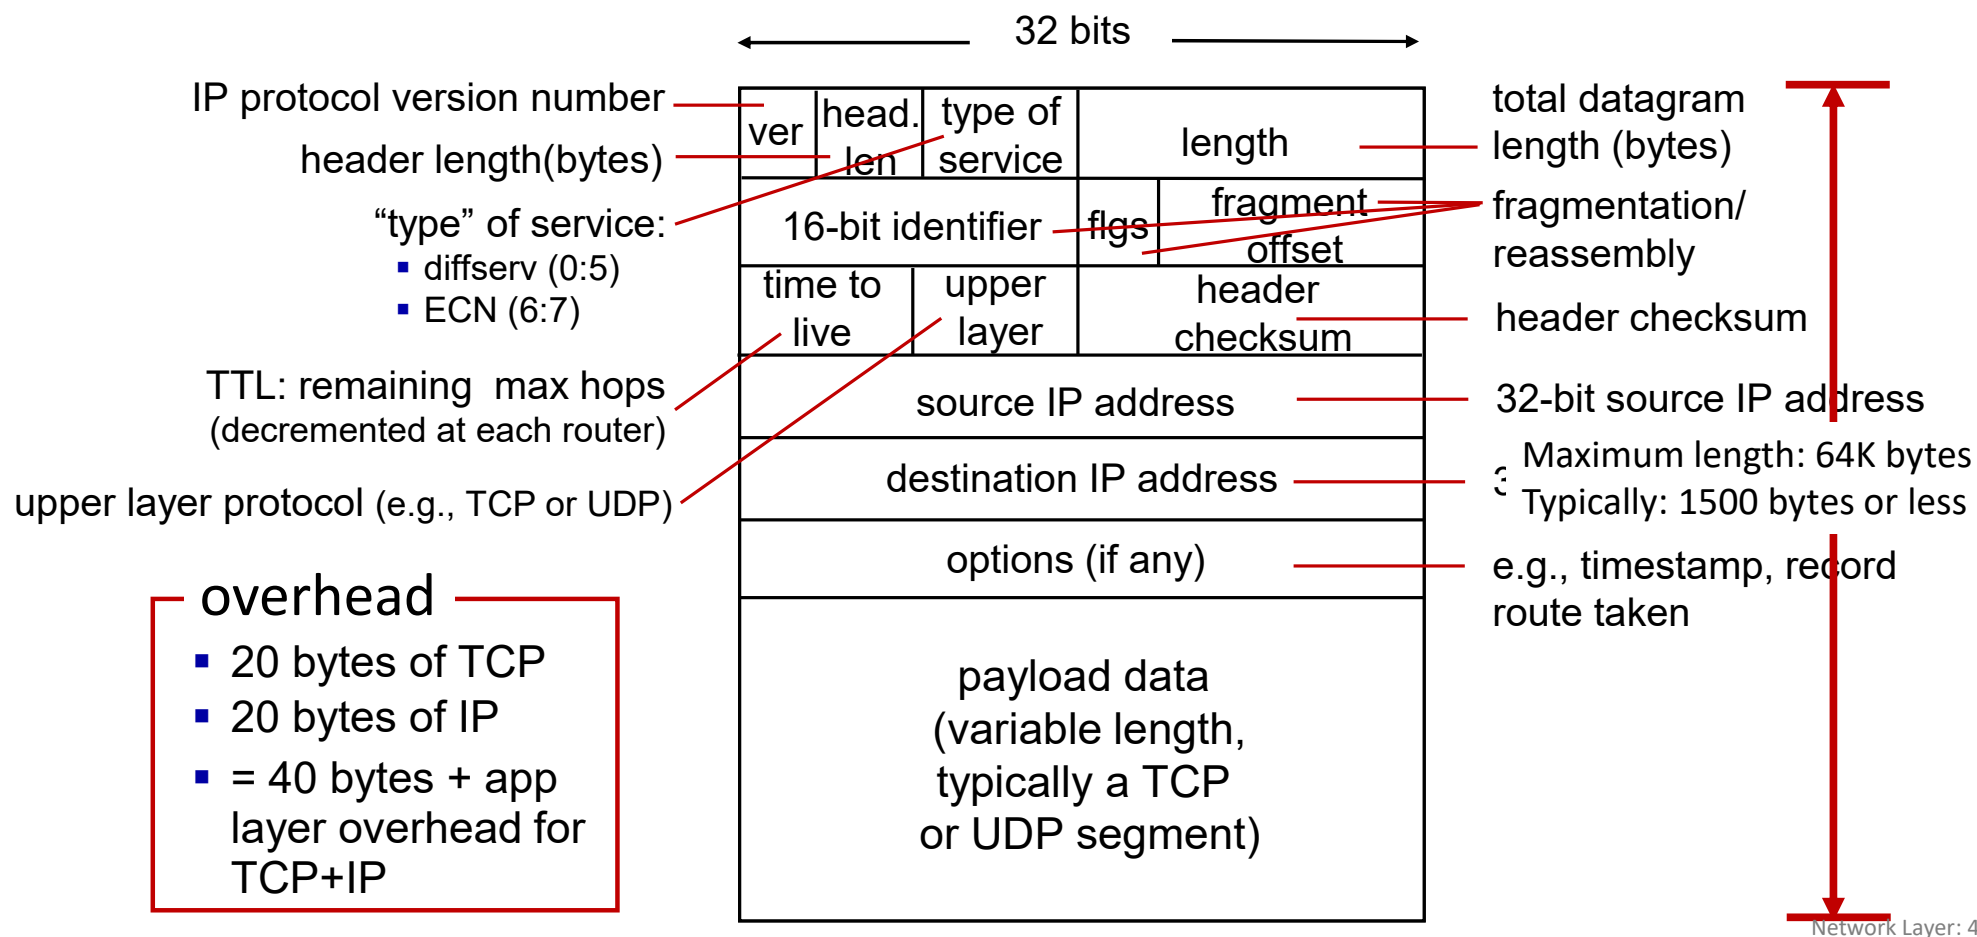 32 bits
IP protocol version number
header length(bytes)
“type” of service:
▪ diffserv (0:5)
▪ ECN (6:7)
TTL: remaining max hops
(decremented at each router)
upper layer protocol (e.g., TCP or UDP)
overhead
▪ 20 bytes of TCP
▪ 20 bytes of IP
▪ = 40 bytes + app
layer overhead for
TCP+IP
ver
head.
len
type of
service
length
16-bit identifier
flgs
fragment
offset
time to
live
upper
layer
header
checksum
source IP address
destination IP address
options (if any)
payload data
(variable length,
typically a TCP
or UDP segment)
total datagram
length (bytes)
fragmentation/
reassembly
header checksum
32-bit source IP address
Maximum length: 64K bytes
Typically: 1500 bytes or less
e.g., timestamp, record
route taken
Network Layer: 4